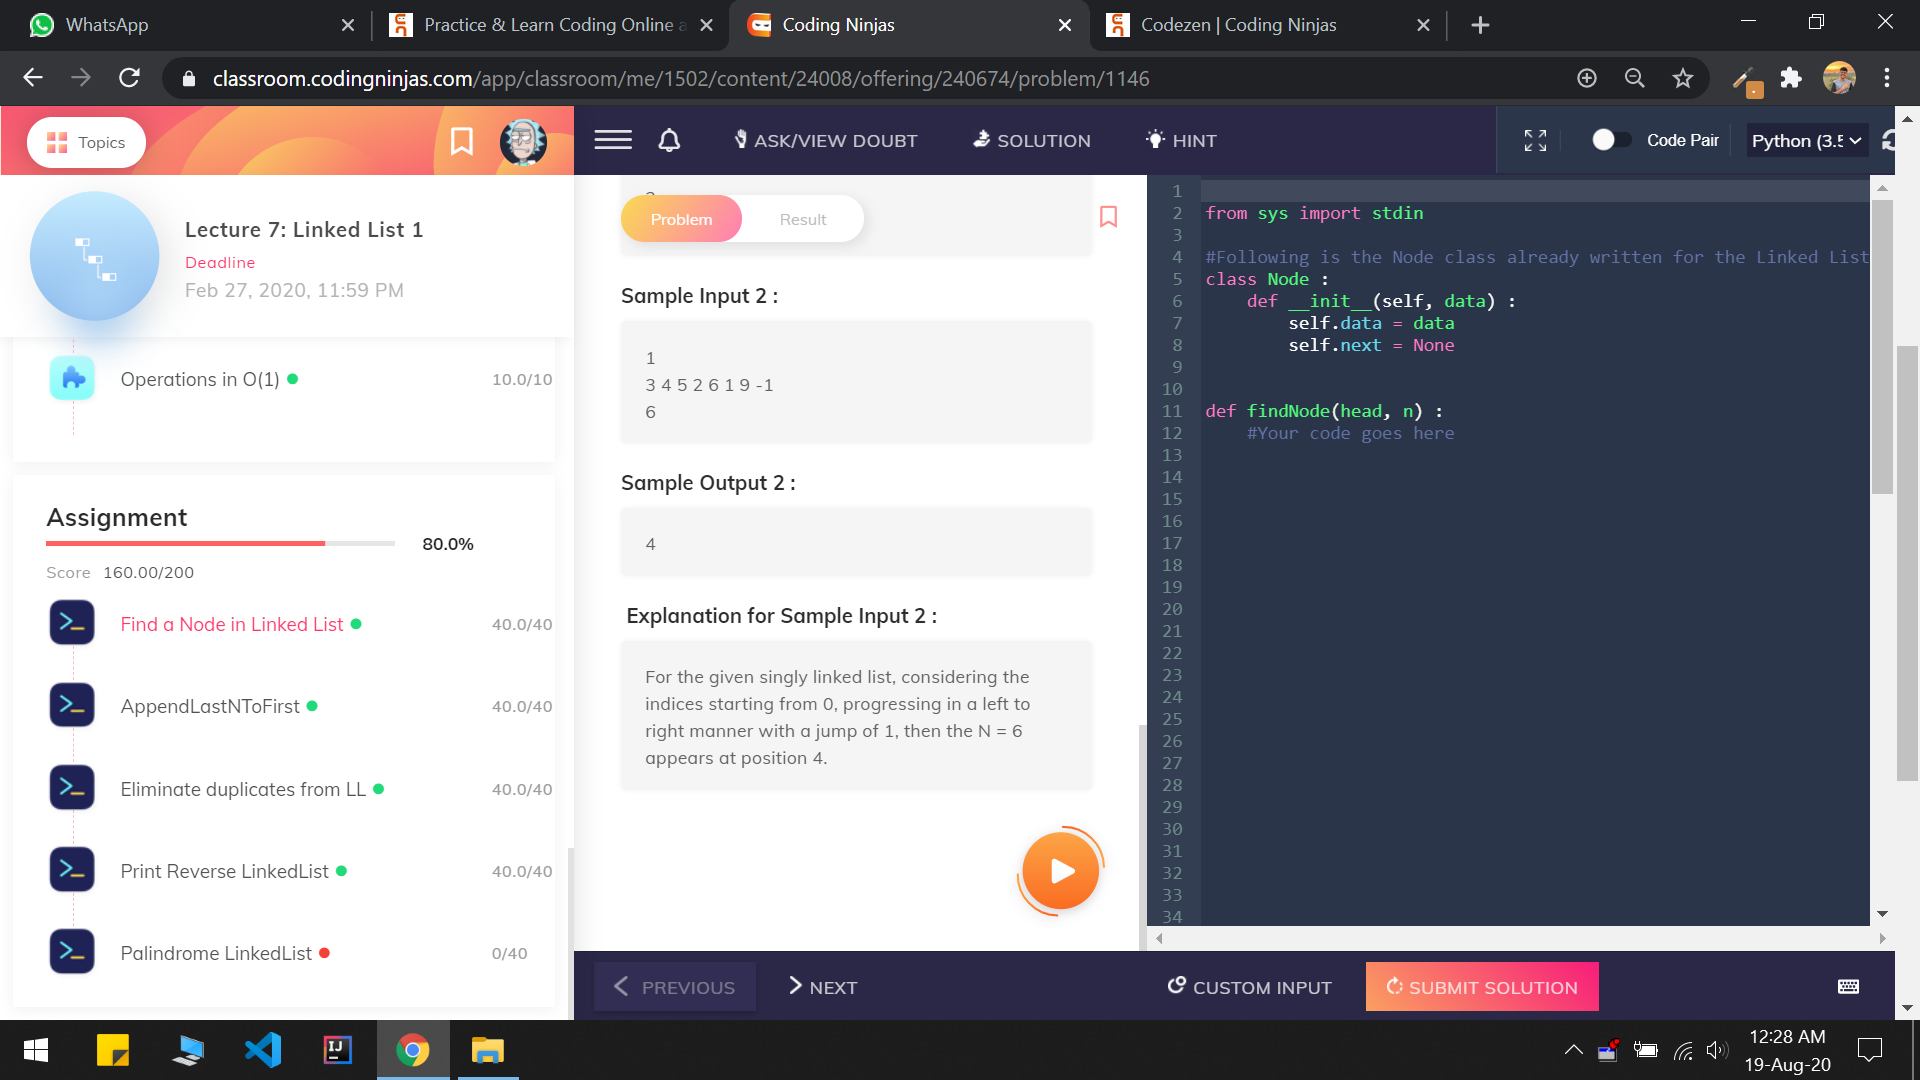 WhatsApp
Practice & Learn Coding Online a
Coding Ninjas
Codezen | Coding Ninjas
classroom.codingninjas.com/app/classroom/me/1502/content/24008/offering/240674/problem/1146
Topics
ASK/VIEW DOUBT
SOLUTION
HINT
Code Pair
Python (3.5
Lecture 7: Linked List 1
Deadline
Feb 27, 2020, 11:59 PM
Operations in O(1)
10.0/10
Assignment
80.0%
Score 160.00/200
Find a Node in Linked List
40.0/40
AppendLastNToFirst
40.0/40
Eliminate duplicates from LL
40.0/40
Print Reverse LinkedList
40.0/40
Palindrome LinkedList
0/40
Problem
Result
Sample Input 2 :
1
3 4 5 2 6 1 9 -1
6
Sample Output 2 :
4
Explanation for Sample Input 2 :
For the given singly linked list, considering the
indices starting from 0, progressing in a left to
right manner with a jump of 1, then the N = 6
appears at position 4.
1
2 from sys import stdin
3
4 #Following is the Node class already written for the Linked List
5 class Node :
6 def __init__(self, data) :
7 self.data = data
8 self.next = None
9
10
11 def findNode(head, n) :
12 #Your code goes here
13
14
15
16
17
18
19
20
21
22
23
24
25
26
27
28
29
30
31
32
33
34
PREVIOUS
NEXT
CUSTOM INPUT
SUBMIT SOLUTION
IJ
12:28 AM
19-Aug-20